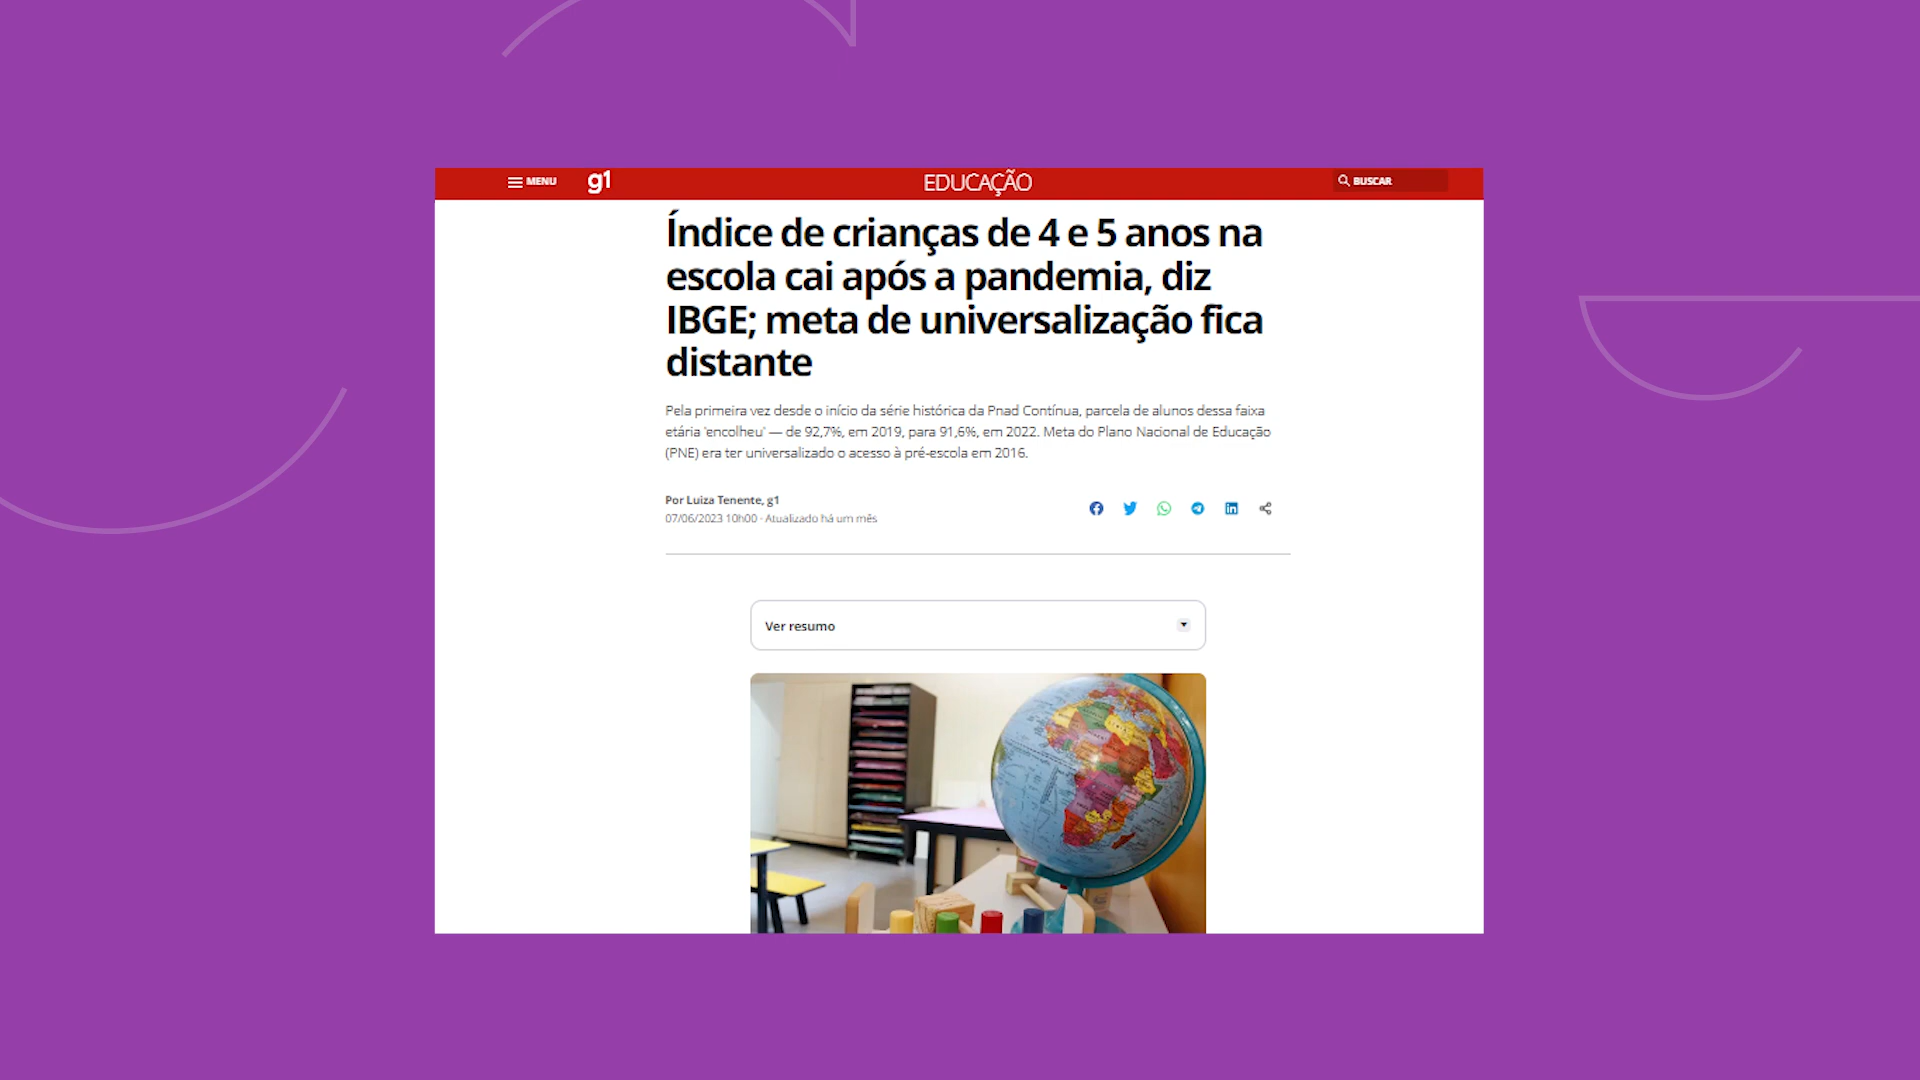 MENU
g1
EDUCAÇÃO
BUSCAR
Índice de crianças de 4 e 5 anos na
escola cai após a pandemia, diz
IBGE; meta de universalização fica
distante
Pela primeira vez desde o início da série histórica da Pnad Contínua, parcela de alunos dessa faixa
etária 'encolheu' — de 92,7%, em 2019, para 91,6%, em 2022. Meta do Plano Nacional de Educação
(PNE) era ter universalizado o acesso à pré-escola em 2016.
Por Luiza Tenente, g1
07/06/2023 10h00 · Atualizado há um mês
Ver resumo